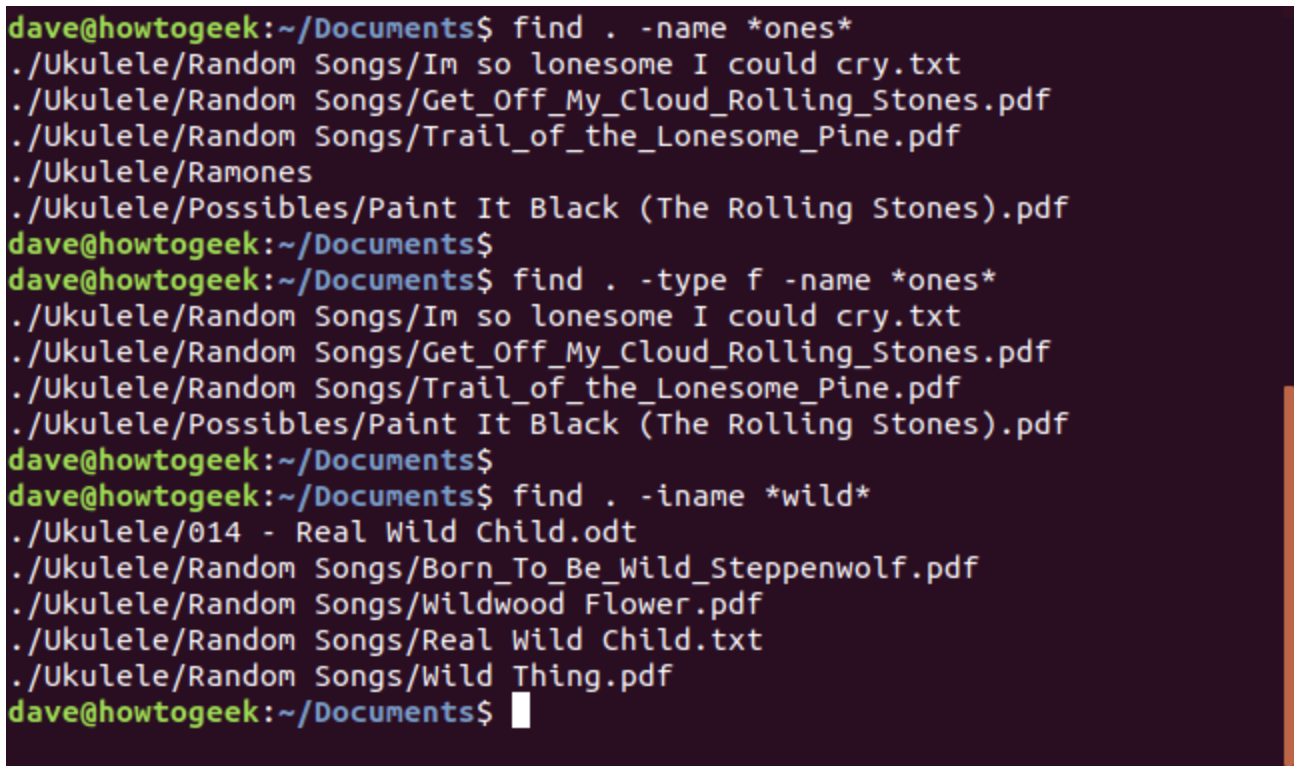 dave@howtogeek:~/Documents$ find . -name *ones*
./Ukulele/Random Songs/Im so lonesome I could cry.txt
./Ukulele/Random Songs/Get_Off_My_Cloud_Rolling_Stones.pdf
./Ukulele/Random Songs/Trail_of_the_Lonesome_Pine.pdf
./Ukulele/Ramones
./Ukulele/Possibles/Paint It Black (The Rolling Stones).pdf
dave@howtogeek:~/Documents$
dave@howtogeek:~/Documents$ find . -type f -name *ones*
./Ukulele/Random Songs/Im so lonesome I could cry.txt
./Ukulele/Random Songs/Get_Off_My_Cloud_Rolling_Stones.pdf
./Ukulele/Random Songs/Trail_of_the_Lonesome_Pine.pdf
./Ukulele/Possibles/Paint It Black (The Rolling Stones).pdf
dave@howtogeek:~/Documents$
dave@howtogeek:~/Documents$ find . -iname *wild*
./Ukulele/014 - Real Wild Child.odt
./Ukulele/Random Songs/Born_To_Be_Wild_Steppenwolf.pdf
./Ukulele/Random Songs/Wildwood Flower.pdf
./Ukulele/Random Songs/Real Wild Child.txt
./Ukulele/Random Songs/Wild Thing.pdf
dave@howtogeek:~/Documents$